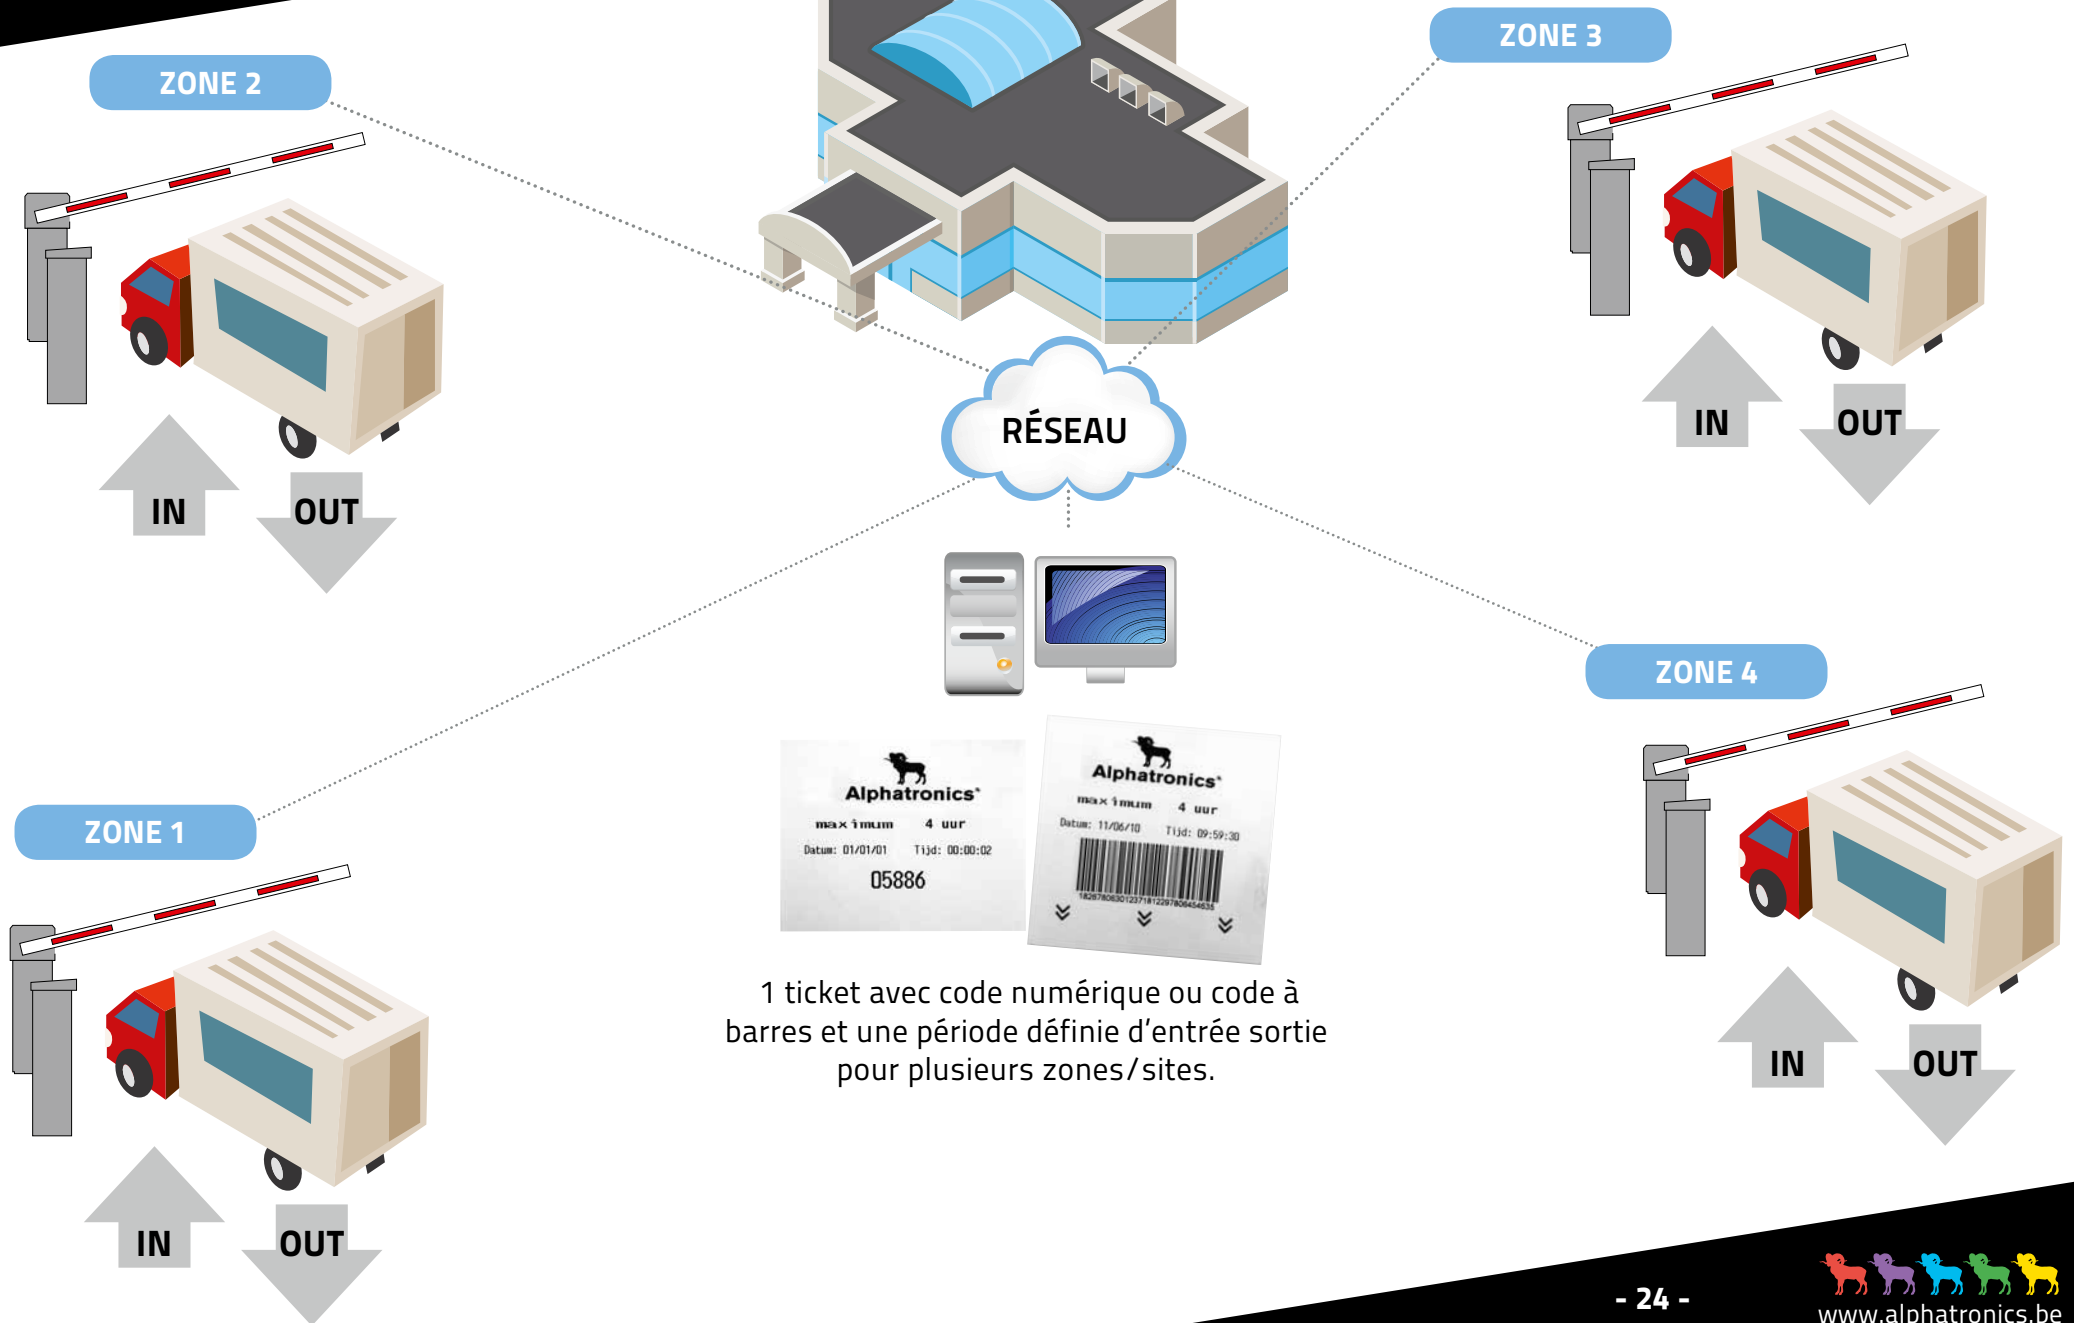 ZONE 2
ZONE 3
IN
OUT
RÉSEAU
IN
OUT
ZONE 4
ZONE 1
Alphatronics
maximum 4 uur
Datum: 01/01/01 Tijd: 00:00:02
05886
Alphatronics
maximum 4 uur
Datum: 11/06/10 Tijd: 09:59:30
1 ticket avec code numérique ou code à
barres et une période définie d'entrée sortie
pour plusieurs zones/sites.
IN
OUT
IN
OUT
- 24 -
www.alphatronics.be